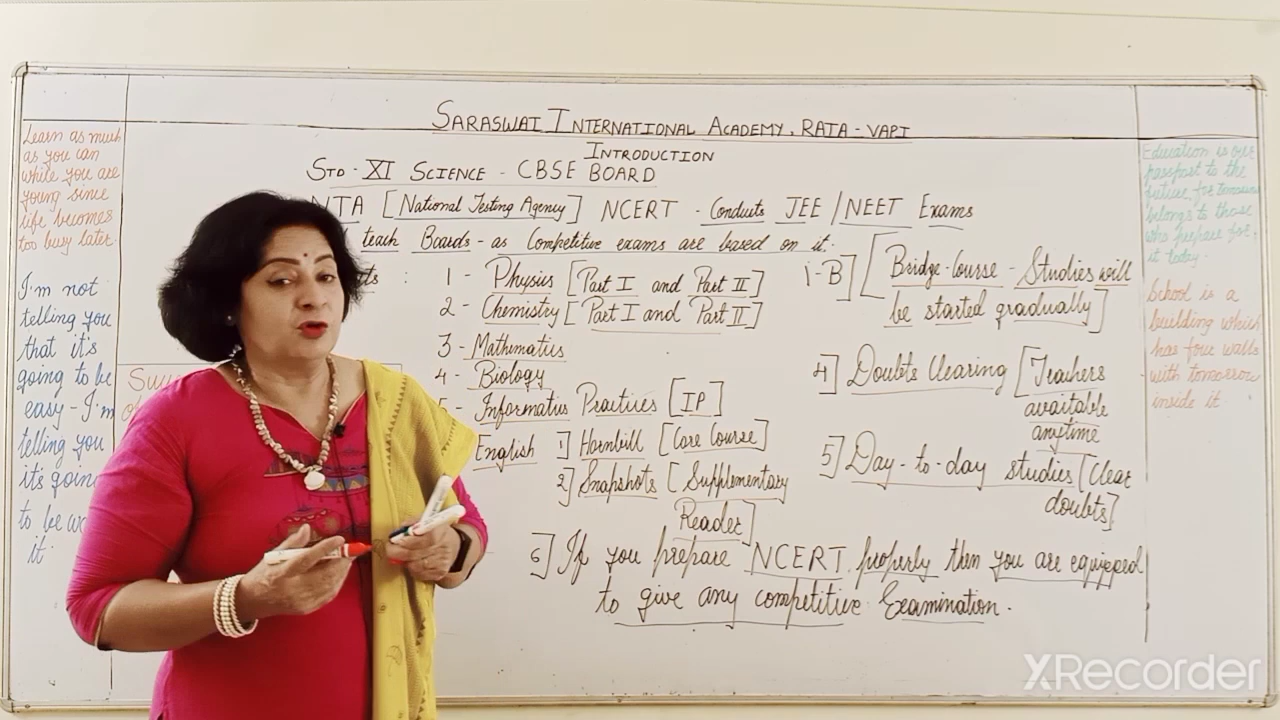 SARASWAT INTERNATIONAL ACADEMY, RATA - VAPI
INTRODUCTION
STD - XI SCIENCE - CBSE BOARD
NTA [National Testing Agency] NCERT - Conducts JEE / NEET Exams
teach Boards - as Competitive exams are based on it.
1 - Physics [Part I and Part II]
2 - Chemistry [Part I and Part II]
3 - Mathematics
4 - Biology
Informatics Practices [IP]
English 1] Hornbill [Core Course]
2] Snapshots [Supplementary
Reader]
1-B] [Bridge-Course - Studies will
be started gradually]
4] Doubts Clearing [Teachers
available
anytime
5] Day-to-day studies [Clear
doubts]
6] If you prepare NCERT properly then you are equipped
to give any competitive Examination.
Learn as much
as you can
while you are
young since
life becomes
too busy later.
I'm not
telling you
that it's
going to be
easy - I'm
telling you
it's going
to be
it.
Education is our
passport to the
future, for tomorrow
belongs to those
who prepare for
it today.
School is a
building which
has four walls
with tomorrow
inside it
XRecorder